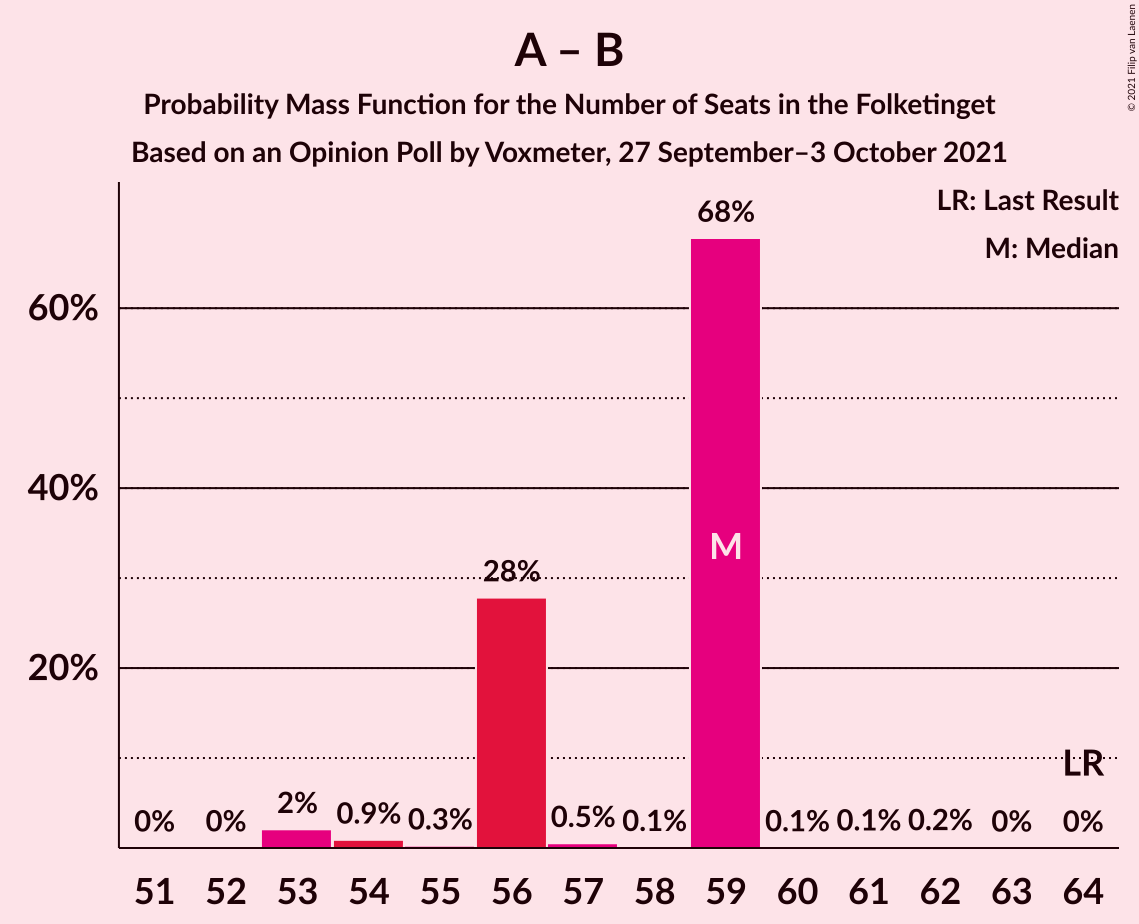 A – B
Probability Mass Function for the Number of Seats in the Folketinget
Based on an Opinion Poll by Voxmeter, 27 September–3 October 2021
© 2021 Filip van Laenen
LR: Last Result
M: Median
68%
60%
40%
M
28%
20%
LR
0% 0% 2% 0.9% 0.3% 0.5% 0.1% 0.1% 0.1% 0.2% 0% 0%
51 52 53 54 55 56 57 58 59 60 61 62 63 64